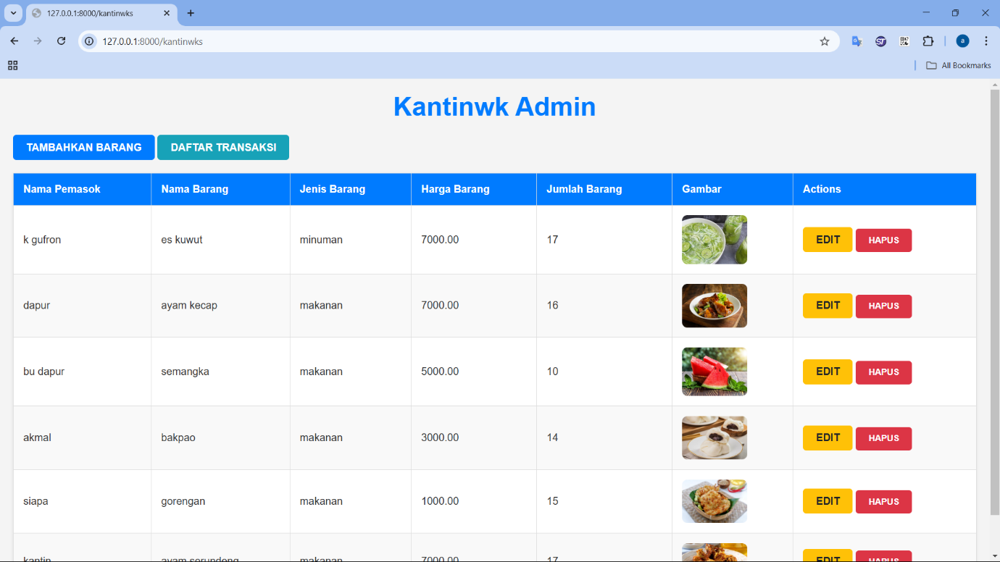 127.0.0.1:8000/kantinwks
127.0.0.1:8000/kantinwks
a
All Bookmarks
Kantinwk Admin
TAMBAHKAN BARANG DAFTAR TRANSAKSI
Nama Pemasok Nama Barang Jenis Barang Harga Barang Jumlah Barang Gambar Actions
k gufron es kuwut minuman 7000.00 17 EDIT HAPUS
dapur ayam kecap makanan 7000.00 16 EDIT HAPUS
bu dapur semangka makanan 5000.00 10 EDIT HAPUS
akmal bakpao makanan 3000.00 14 EDIT HAPUS
siapa gorengan makanan 1000.00 15 EDIT HAPUS
kantin ayam serundeng makanan 7000.00 17 EDIT HAPUS